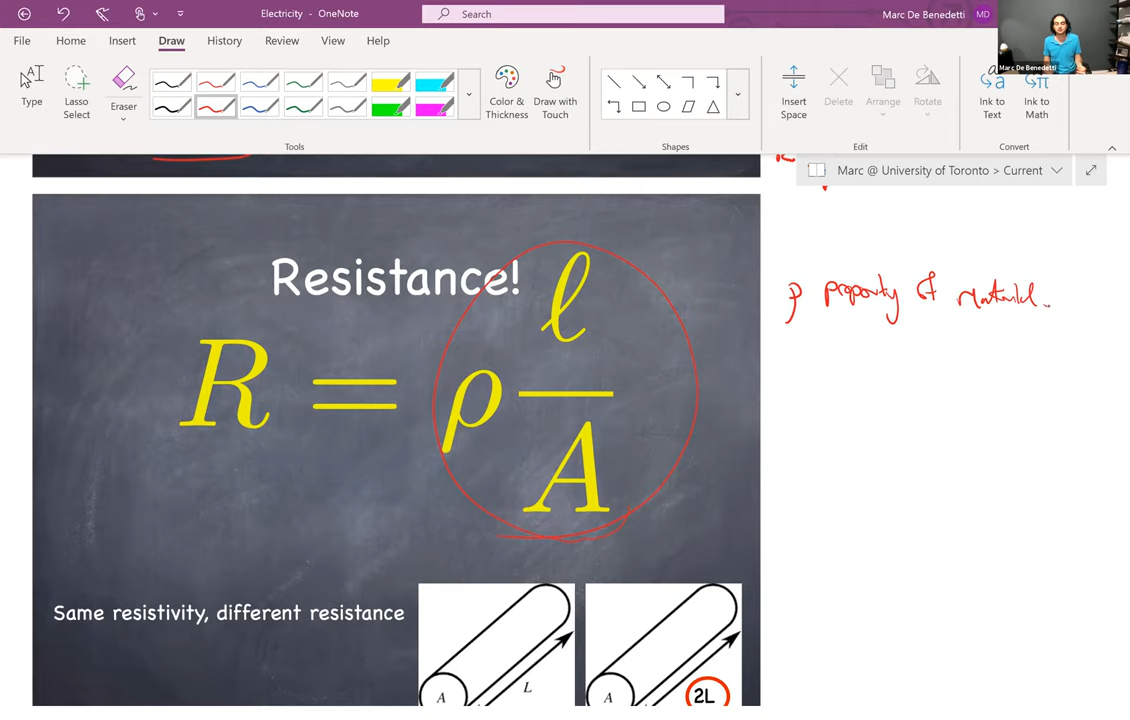 Electricity - OneNote
Search
Marc De Benedetti
MD
Marc De Benedetti
File
Home
Insert
Draw
History
Review
View
Help
Type
Lasso Select
Eraser
Color & Thickness
Draw with Touch
Insert Space
Delete
Arrange
Rotate
Ink to Text
Ink to Math
Tools
Shapes
Edit
Convert
Marc @ University of Toronto > Current
Resistance!
R = ρ ℓ/A
ρ property of material.
Same resistivity, different resistance
A
L
A
2L